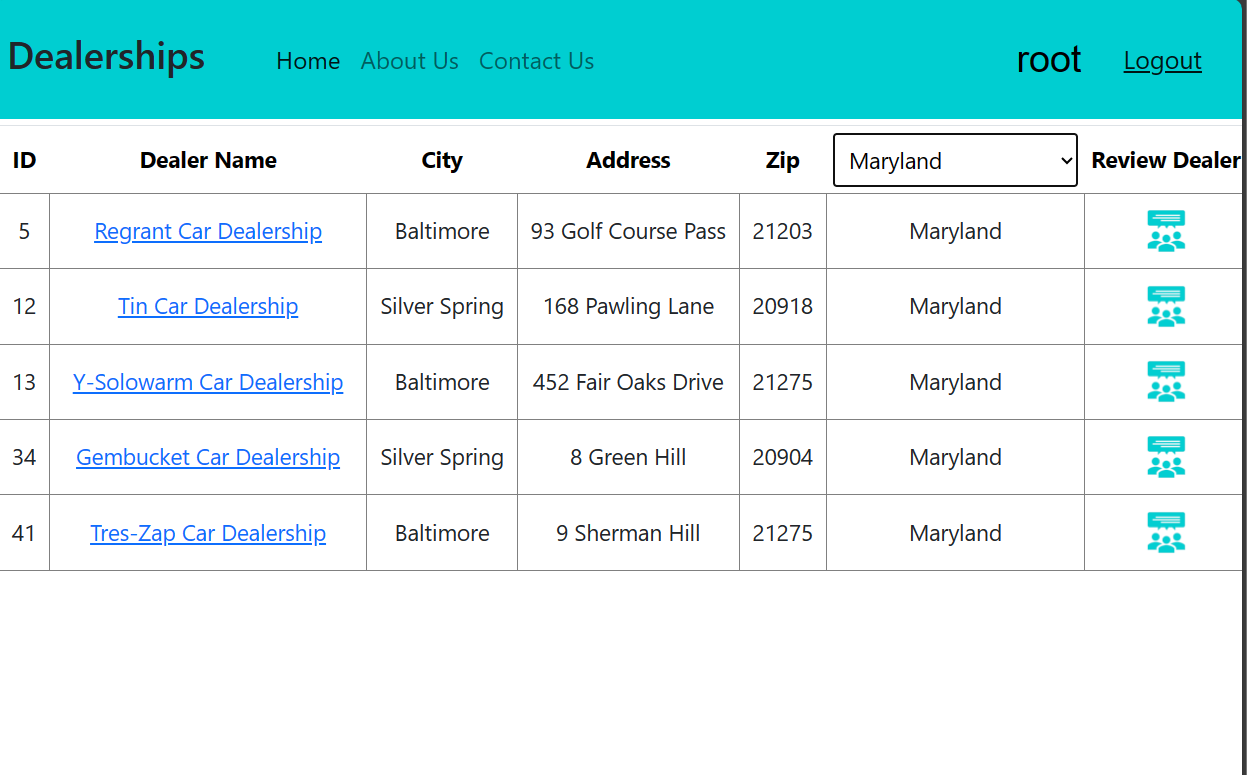 Dealerships Home About Us Contact Us root Logout
ID Dealer Name City Address Zip Maryland Review Dealer
5 Regrant Car Dealership Baltimore 93 Golf Course Pass 21203 Maryland
12 Tin Car Dealership Silver Spring 168 Pawling Lane 20918 Maryland
13 Y-Solowarm Car Dealership Baltimore 452 Fair Oaks Drive 21275 Maryland
34 Gembucket Car Dealership Silver Spring 8 Green Hill 20904 Maryland
41 Tres-Zap Car Dealership Baltimore 9 Sherman Hill 21275 Maryland